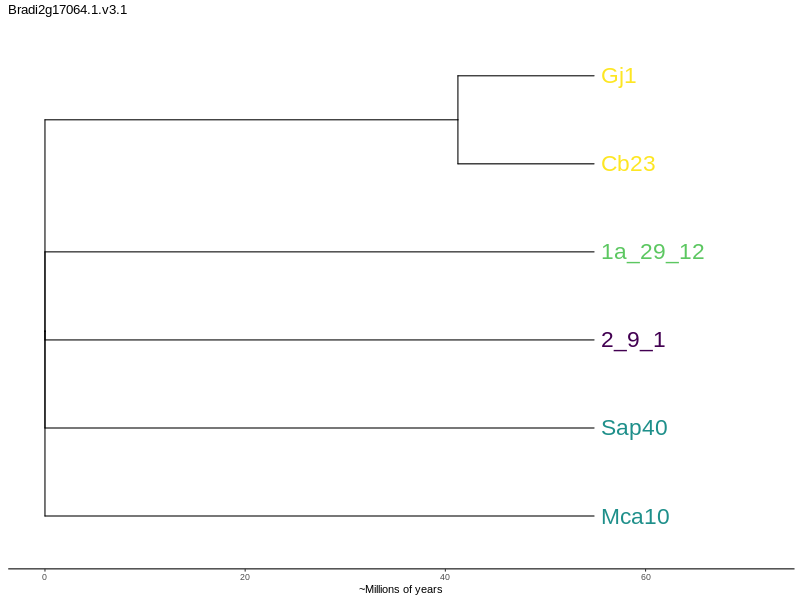 Bradi2g17064.1.v3.1
Gj1
Cb23
1a_29_12
2_9_1
Sap40
Mca10
0 20 40 60
~Millions of years